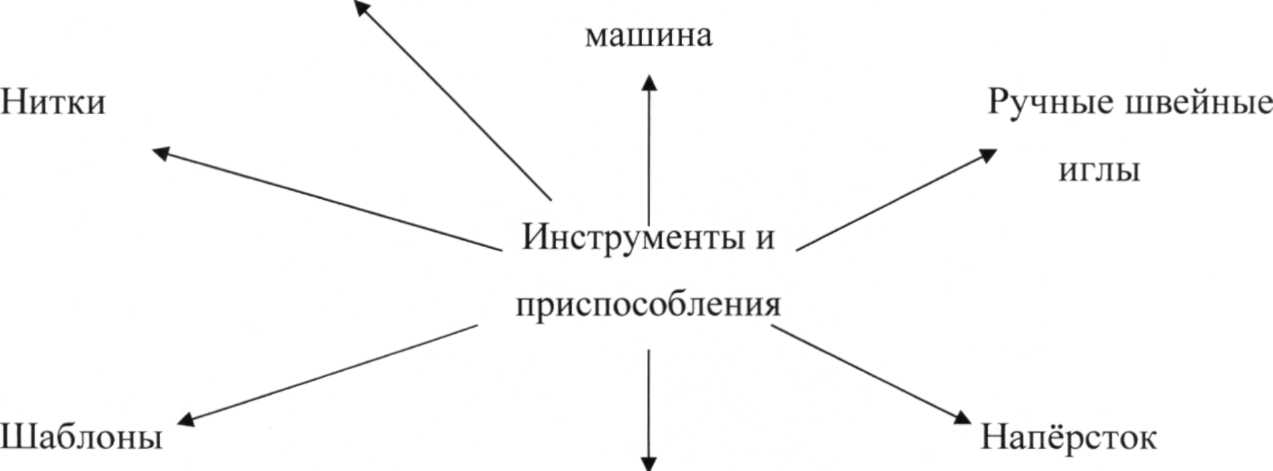 машина
Нитки
Ручные швейные
иглы
Инструменты и
приспособления
Шаблоны
Напёрсток